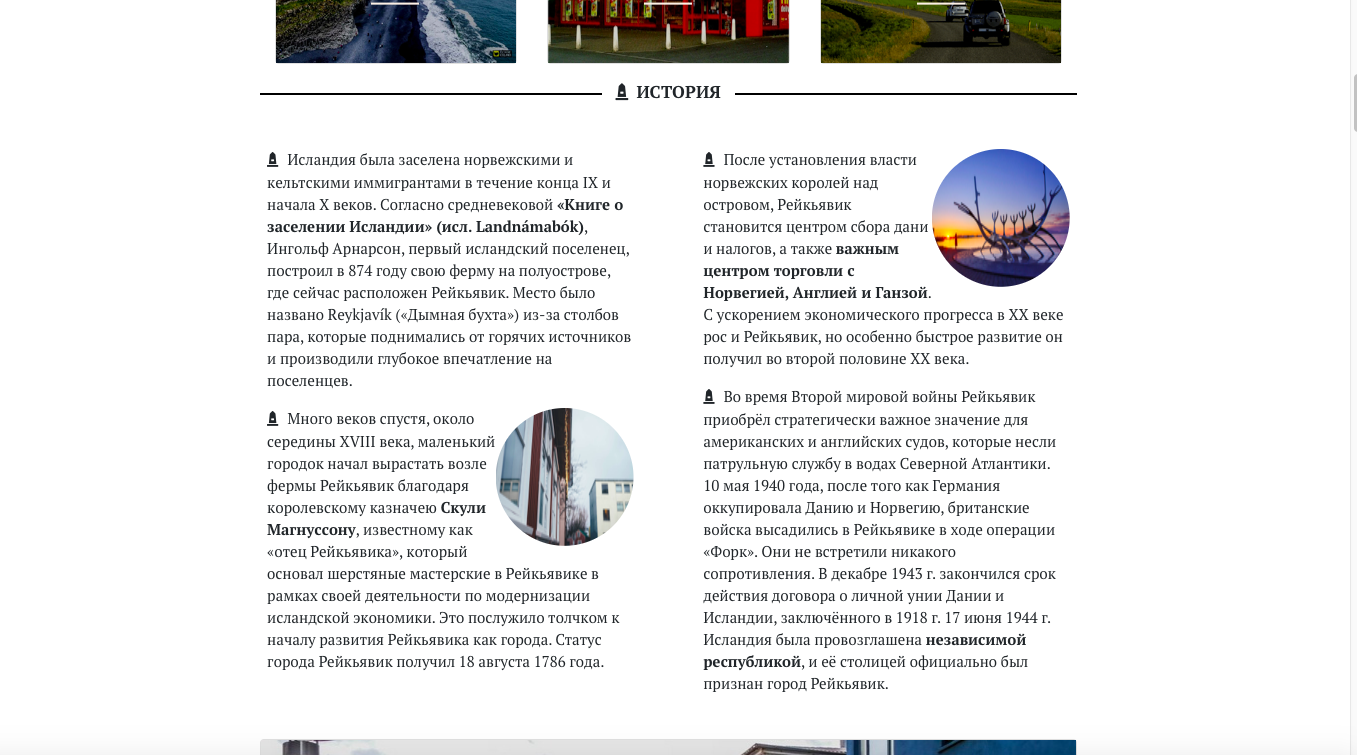 ИСТОРИЯ
Исландия была заселена норвежскими и
кельтскими иммигрантами в течение конца IX и
начала X веков. Согласно средневековой «Книге о
заселении Исландии» (исл. Landnámabók),
Ингольф Арнарсон, первый исландский поселенец,
построил в 874 году свою ферму на полуострове,
где сейчас расположен Рейкьявик. Место было
названо Reykjavík («Дымная бухта») из-за столбов
пара, которые поднимались от горячих источников
и производили глубокое впечатление на
поселенцев.
Много веков спустя, около
середины XVIII века, маленький
городок начал вырастать возле
фермы Рейкьявик благодаря
королевскому казначею Скули
Магнуссону, известному как
«отец Рейкьявика», который
основал шерстяные мастерские в Рейкьявике в
рамках своей деятельности по модернизации
исландской экономики. Это послужило толчком к
началу развития Рейкьявика как города. Статус
города Рейкьявик получил 18 августа 1786 года.
После установления власти
норвежских королей над
островом, Рейкьявик
становится центром сбора дани
и налогов, а также важным
центром торговли с
Норвегией, Англией и Ганзой.
С ускорением экономического прогресса в XX веке
рос и Рейкьявик, но особенно быстрое развитие он
получил во второй половине XX века.
Во время Второй мировой войны Рейкьявик
приобрёл стратегически важное значение для
американских и английских судов, которые несли
патрульную службу в водах Северной Атлантики.
10 мая 1940 года, после того как Германия
оккупировала Данию и Норвегию, британские
войска высадились в Рейкьявике в ходе операции
«Форк». Они не встретили никакого
сопротивления. В декабре 1943 г. закончился срок
действия договора о личной унии Дании и
Исландии, заключённого в 1918 г. 17 июня 1944 г.
Исландия была провозглашена независимой
республикой, и её столицей официально был
признан город Рейкьявик.